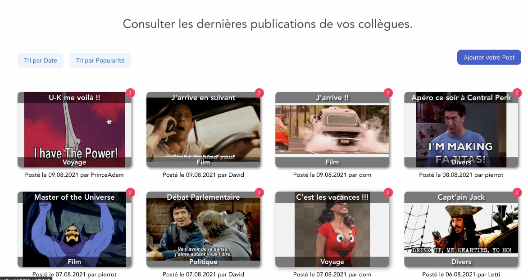 Consulter les dernières publications de vos collègues.
Tri par Date
Tri par Popularité
Ajouter votre Post
U-K me voilà !!
J'arrive en suivant
J'arrive !!
Apéro ce soir à Central Perk
I have The Power!
I'M MAKING
FAJITAS!
Voyage
Film
Film
Divers
Posté le 09.08.2021 par PrinceAdam
Posté le 09.08.2021 par David
Posté le 09.08.2021 par dom
Posté le 08.08.2021 par pierrot
Master of the Universe
Débat Parlementaire
C'est les vacances !!!
Capt'ain Jack
Film
Politique
Voyage
Divers
Posté le 07.08.2021 par pierrot
Posté le 07.08.2021 par David
Posté le 07.08.2021 par dom
Posté le 06.08.2021 par Letti